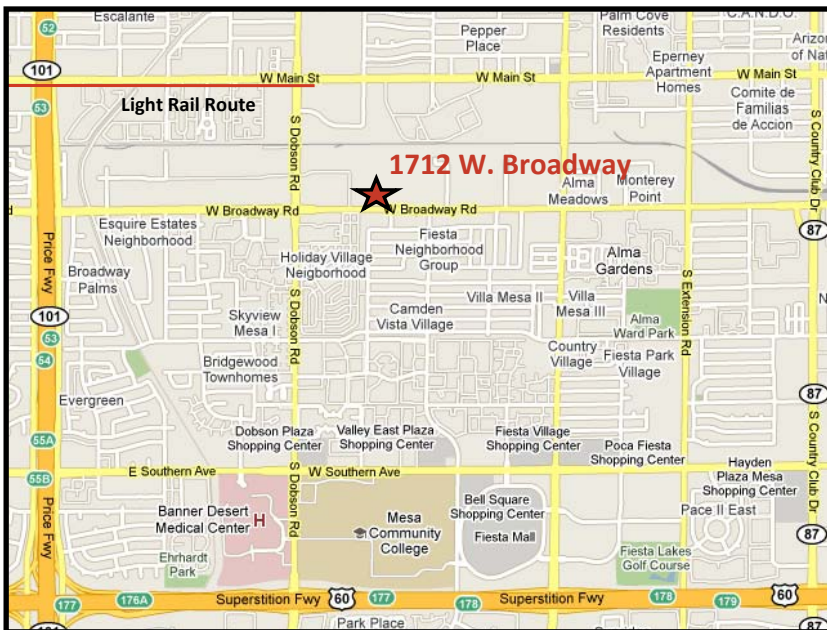 Escalante
Palm Cove
Residents
C.A.N.D.O.
52
Pepper
Place
Eperney
Apartment
Homes
Arizo
of Nat
101
W Main St
W Main St
W Main St
53
Light Rail Route
Comite de
Familias
de Accion
S Dobson Rd
S Country Club Dr
1712 W. Broadway
Alma
Meadows
Monterey
Point
W Broadway Rd
W Broadway Rd
Esquire Estates
Neighborhood
87
Price Fwy
Holiday Village
Neigborhood
Fiesta
Neighborhood
Group
Alma
Gardens
Broadway
Palms
S Dobson Rd
Villa Mesa II
Villa
Mesa III
S Extension Rd
N
101
Skyview
Mesa I
Camden
Vista Village
Alma
Ward Park
53
54
Bridgewood
Townhomes
Country
Village
Fiesta Park
Village
Evergreen
87
55A
Dobson Plaza
Shopping Center
Valley East Plaza
Shopping Center
Fiesta Village
Shopping Center
Poca Fiesta
Shopping Center
S Country Club Dr
55B
E Southern Ave
W Southern Ave
Hayden
Plaza Mesa
Shopping Center
S Dobson Rd
Price Fwy
Banner Desert
Medical Center
H
Mesa
Community
College
Bell Square
Shopping Center
Fiesta Mall
Pace II East
87
Ehrhardt
Park
Fiesta Lakes
Golf Course
177
176A
Superstition Fwy
60
177
178
Superstition Fwy
178
179
60
101
Park Place
87